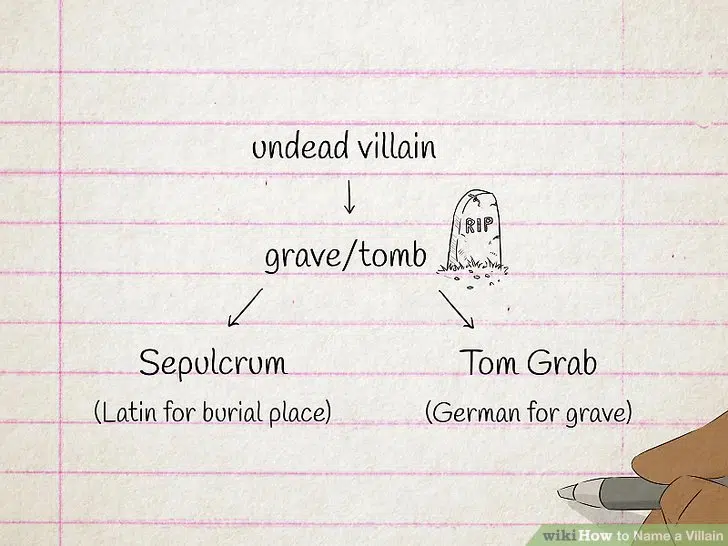 undead villain
grave/tomb
RIP
Sepulcrum
Tom Grab
(Latin for burial place)
(German for grave)
wikiHow to Name a Villain